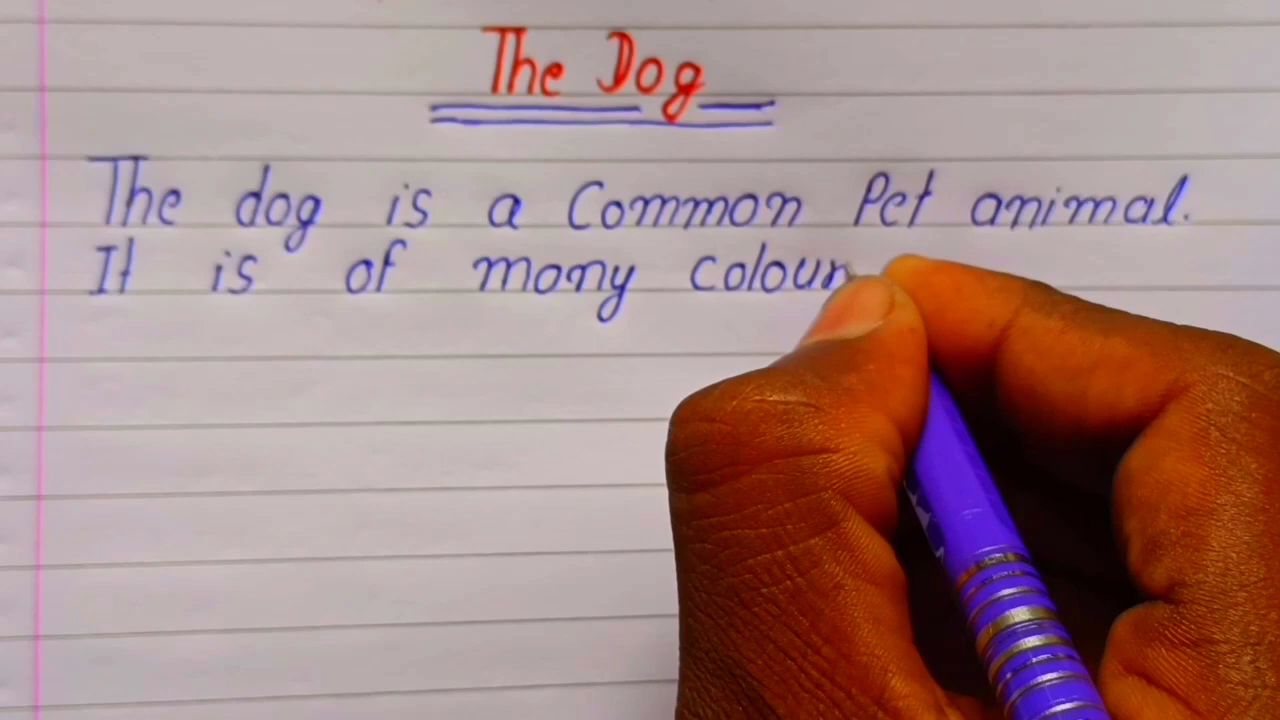 The Dog
The dog is a Common Pet animal.
It is of many colour